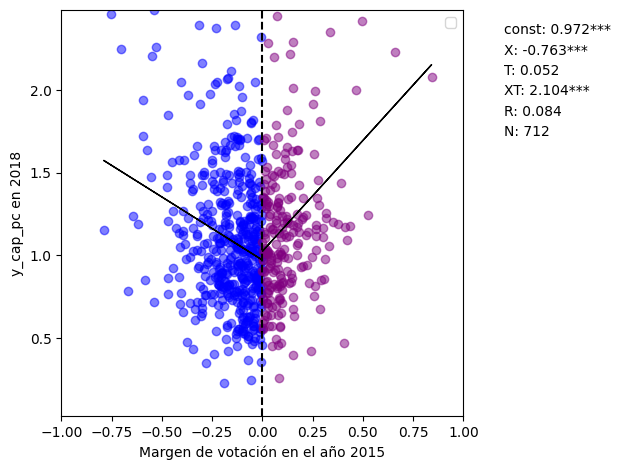 const: 0.972***
X: -0.763***
T: 0.052
XT: 2.104***
R: 0.084
N: 712
y_cap_pc en 2018
2.0
1.5
1.0
0.5
−1.00 −0.75 −0.50 −0.25 0.00 0.25 0.50 0.75 1.00
Margen de votación en el año 2015